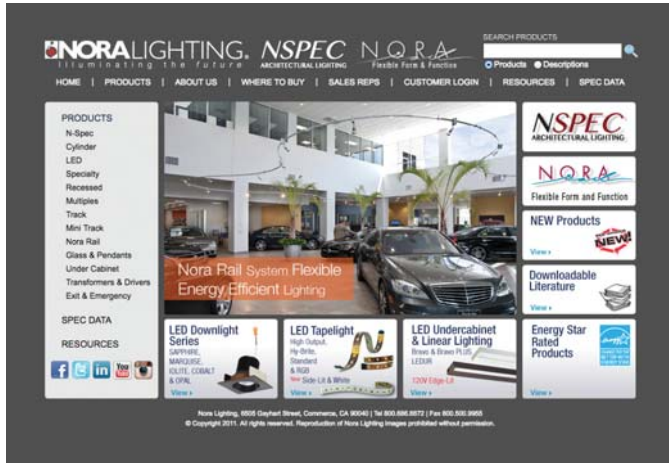 NORALIGHTING®
Illuminating the future
NSPEC
ARCHITECTURAL LIGHTING
NORA
Flexible Form & Function
SEARCH PRODUCTS
Products Descriptions
HOME | PRODUCTS | ABOUT US | WHERE TO BUY | SALES REPS | CUSTOMER LOGIN | RESOURCES | SPEC DATA
PRODUCTS
N-Spec
Cylinder
LED
Specialty
Recessed
Multiples
Track
Mini Track
Nora Rail
Glass & Pendants
Under Cabinet
Transformers & Drivers
Exit & Emergency
SPEC DATA
RESOURCES
You
Tube
Nora Rail System Flexible
Energy Efficient Lighting
NSPEC
ARCHITECTURAL LIGHTING
NORA
Flexible Form and Function
NEW Products
NEW!
View ›
Downloadable
Literature
View ›
LED Downlight
Series
SAPPHIRE,
MARQUISE,
IOLITE, COBALT
& OPAL
View ›
LED Tapelight
High Output,
Hy-Brite,
Standard
& RGB
New Side-Lit & White
View ›
LED Undercabinet
& Linear Lighting
Bravo & Bravo PLUS
LEDUR
120V Edge-Lit
View ›
Energy Star
Rated
Products
View ›
Nora Lighting, 6505 Gayhart Street, Commerce, CA 90040 | Tel 800.686.6672 | Fax 800.500.9955
© Copyright 2011. All rights reserved. Reproduction of Nora Lighting images prohibited without permission.